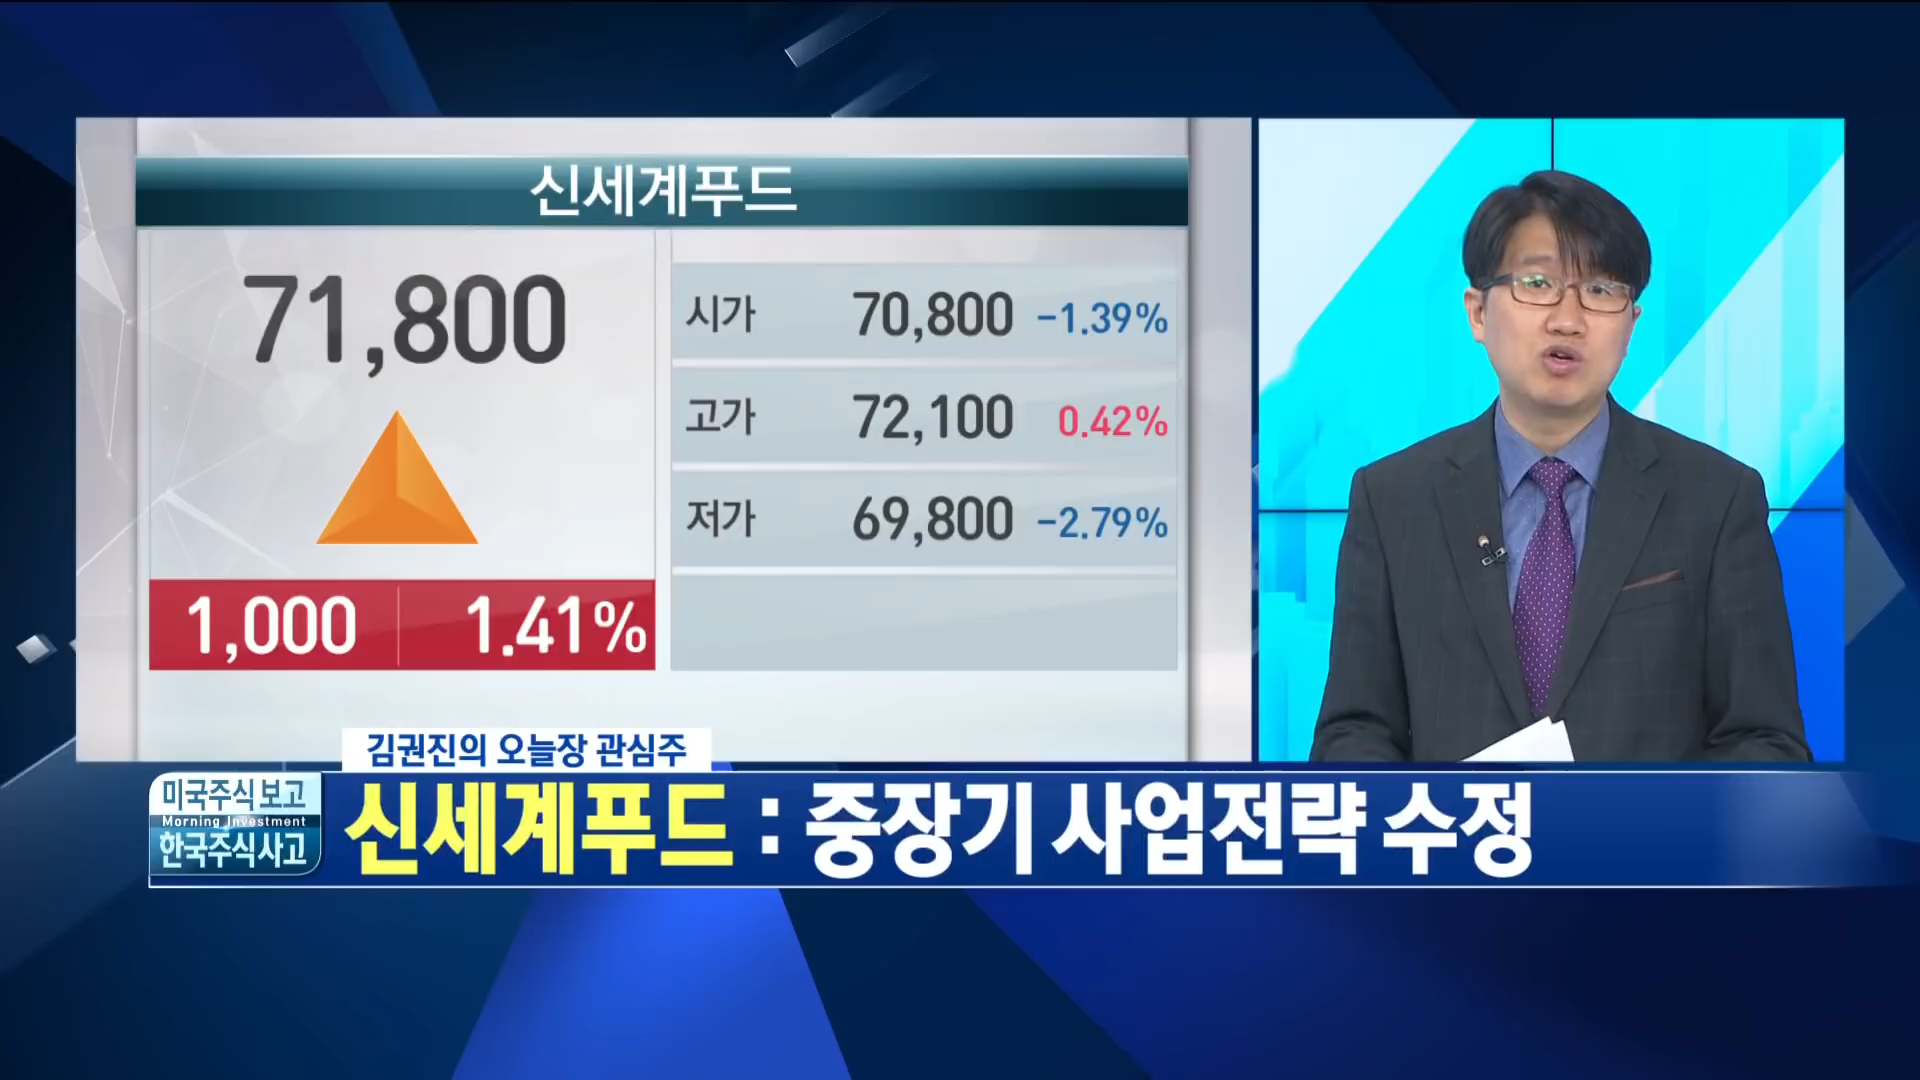 신세계푸드
71,800
1,000 1.41%
시가 70,800 -1.39%
고가 72,100 0.42%
저가 69,800 -2.79%
김권진의 오늘장 관심주
미국주식 보고
Morning Investment
한국주식 사고
신세계푸드 : 중장기 사업전략 수정